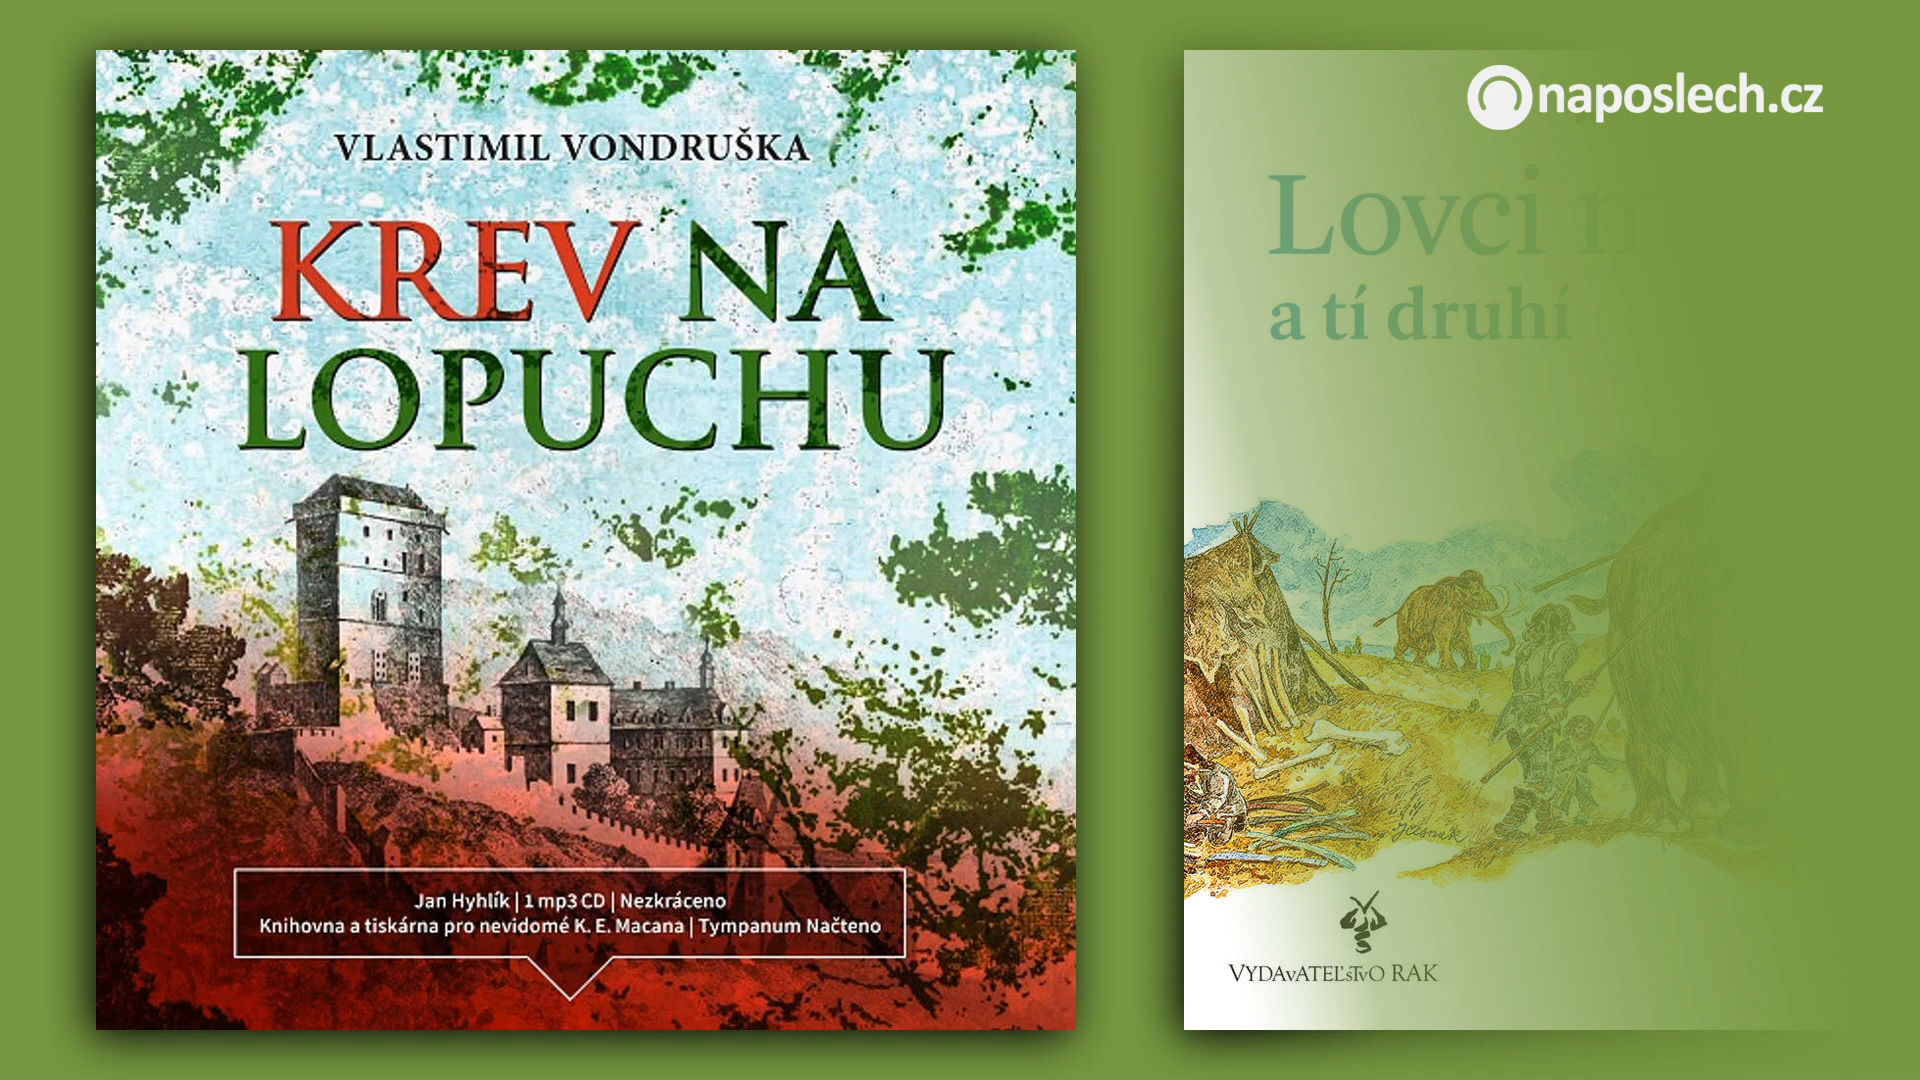 VLASTIMIL VONDRUŠKA
KREV NA
LOPUCHU
Jan Hyhlík | 1 mp3 CD | Nezkráceno
Knihovna a tiskárna pro nevidomé K. E. Macana | Tympanum Načteno
naposlech.cz
Lovci
a tí druhí
VYDAVATEĽSTVO RAK